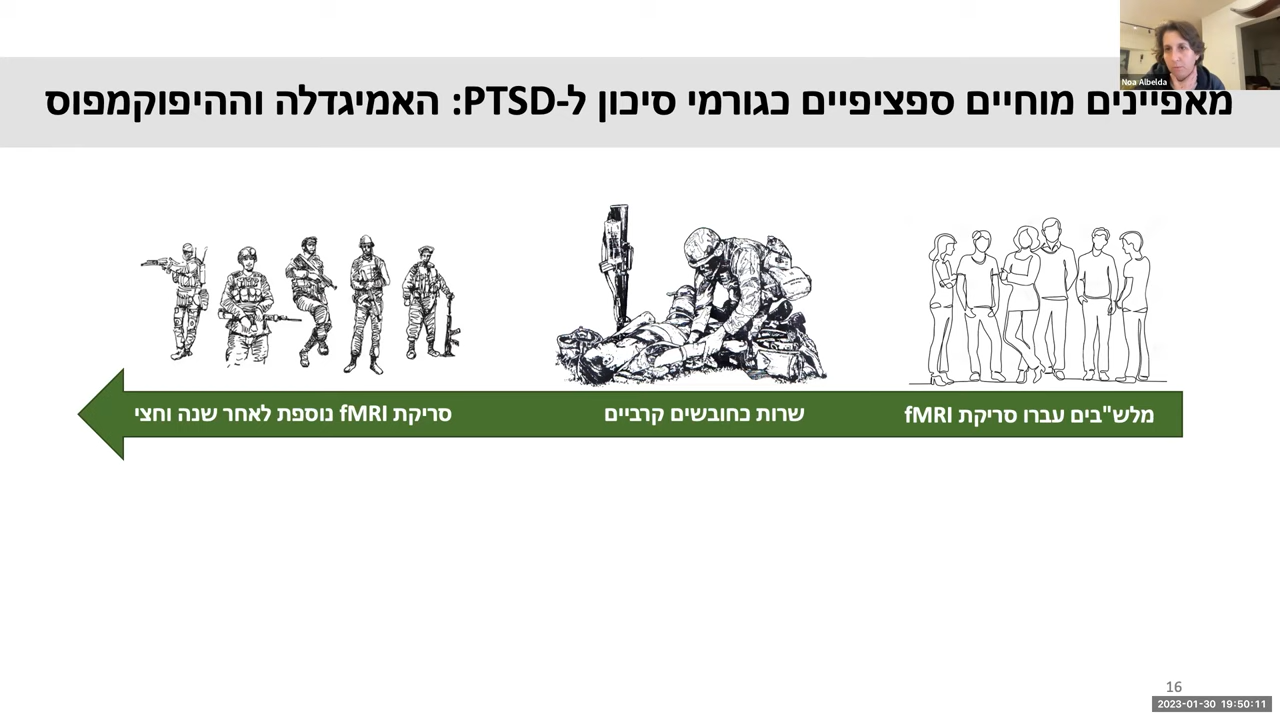 Noa Albelda
מאפיינים מוחיים ספציפיים כגורמי סיכון ל-PTSD: האמיגדלה וההיפוקמפוס
מלש"בים עברו סריקת fMRI
שרות כחובשים קרביים
סריקת fMRI נוספת לאחר שנה וחצי
16
2023-01-30 19:50:11